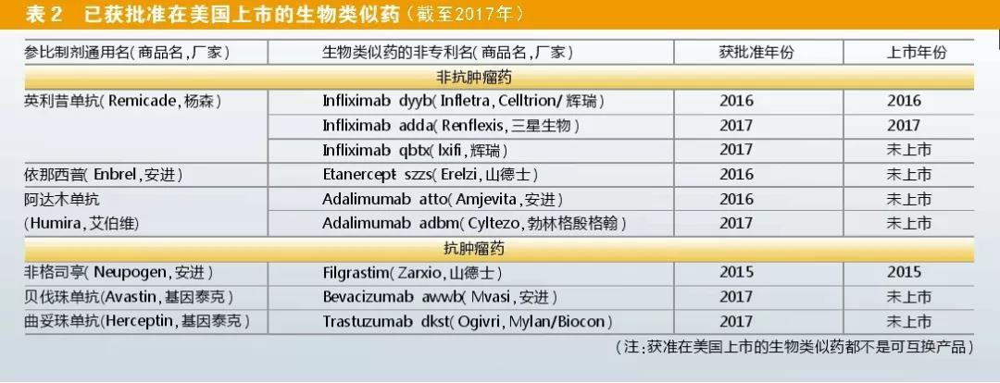 表2 已获批准在美国上市的生物类似药(截至2017年)
参比制剂通用名(商品名,厂家) 生物类似药的非专利名(商品名,厂家) 获批准年份 上市年份
非抗肿瘤药
英利昔单抗(Remicade,杨森) Infliximab dyyb(Infletra,Celltrion/辉瑞) 2016 2016
Infliximab adda(Renflexis,三星生物) 2017 2017
Infliximab qbtx(lxifi,辉瑞) 2017 未上市
依那西普(Enbrel,安进) Etanercept szzs(Erelzi,山德士) 2016 未上市
阿达木单抗 Adalimumab atto(Amjevita,安进) 2016 未上市
(Humira,艾伯维) Adalimumab adbm(Cyltezo,勃林格殷格翰) 2017 未上市
抗肿瘤药
非格司亭(Neupogen,安进) Filgrastim(Zarxio,山德士) 2015 2015
贝伐珠单抗(Avastin,基因泰克) Bevacizumab awwb(Mvasi,安进) 2017 未上市
曲妥珠单抗(Herceptin,基因泰克) Trastuzumab dkst(Ogivri,Mylan/Biocon) 2017 未上市
(注:获准在美国上市的生物类似药都不是可互换产品)